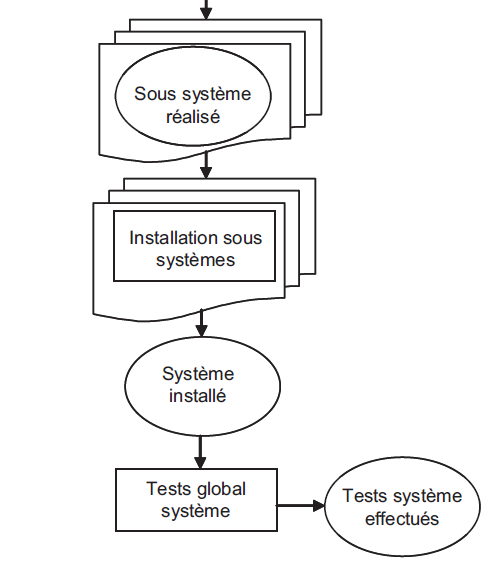 Sous système
réalisé
Installation sous
systèmes
Système
installé
Tests global
système
Tests système
effectués